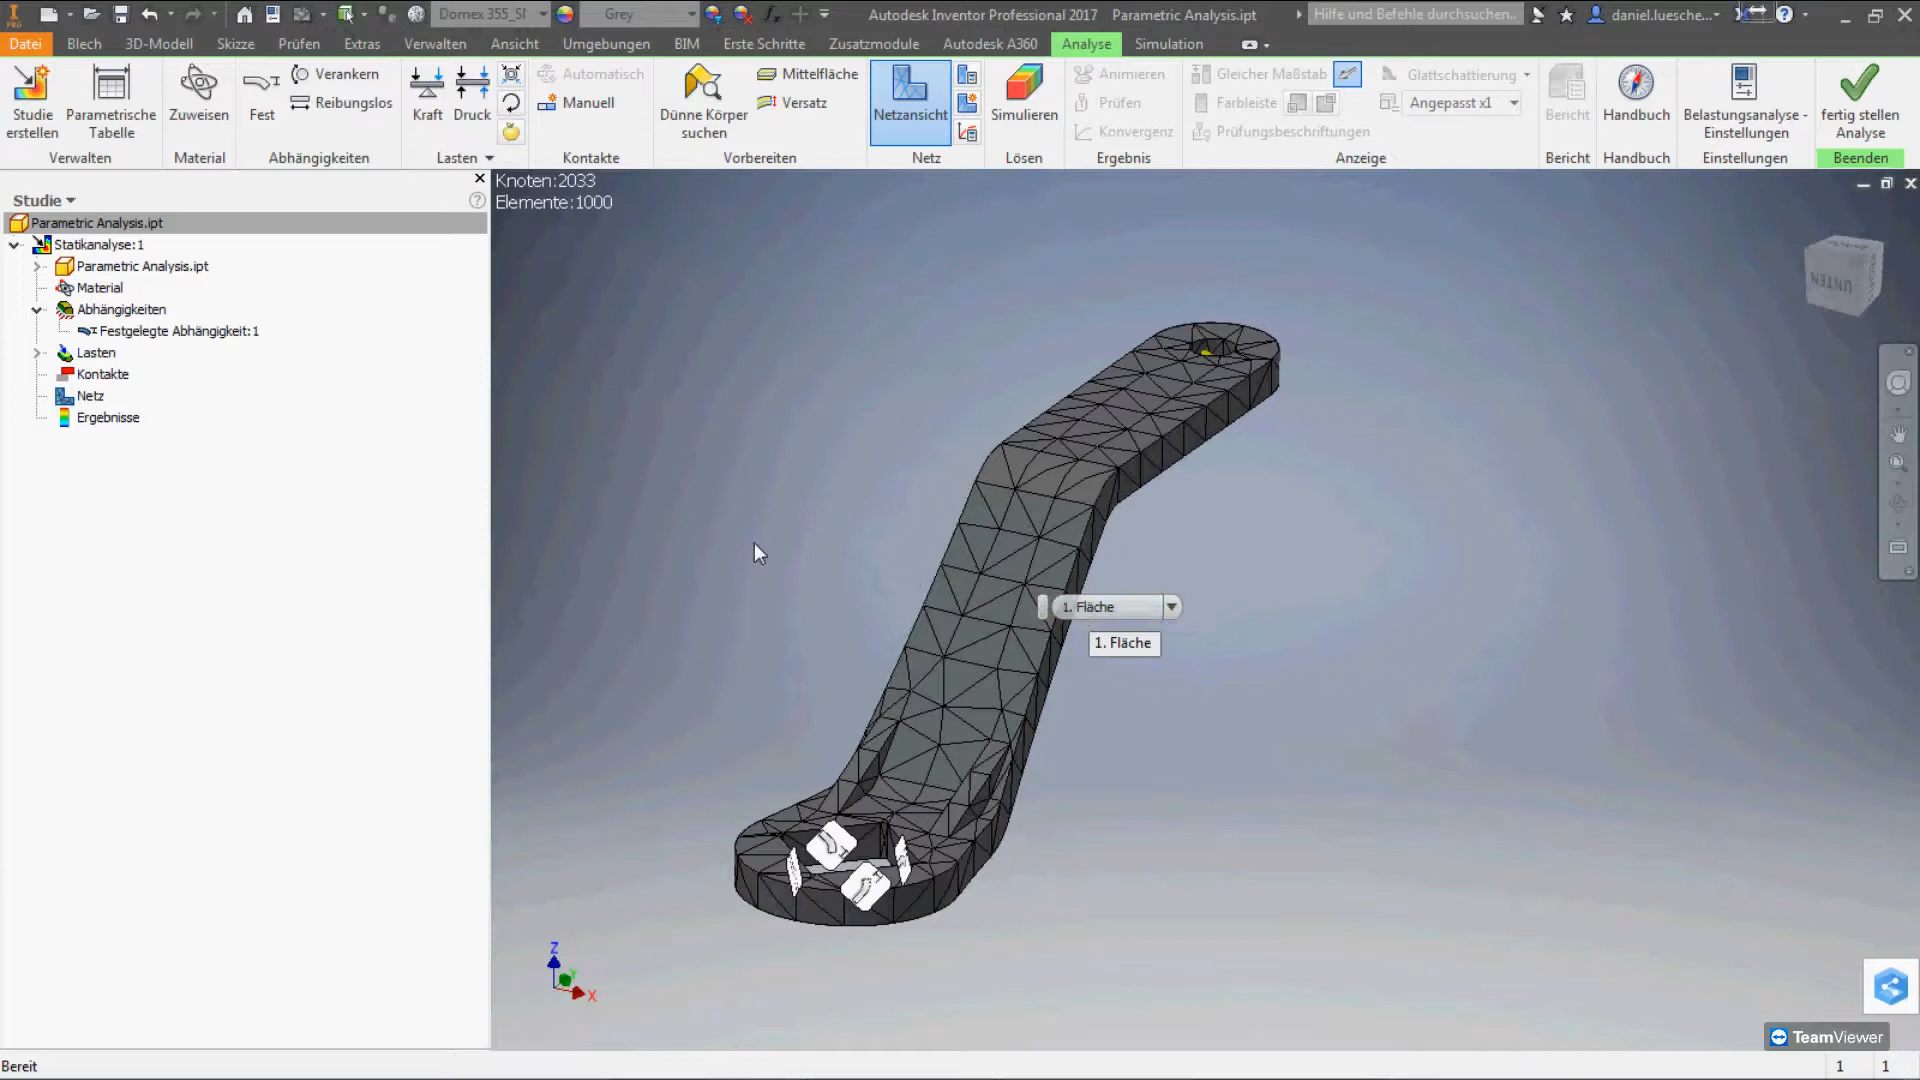 Domex 355_SI
Grey
Autodesk Inventor Professional 2017 Parametric Analysis.ipt
Hilfe und Befehle durchsuchen...
daniel.luesche...
PRO
Datei Blech 3D-Modell Skizze Prüfen Extras Verwalten Ansicht Umgebungen BIM Erste Schritte Zusatzmodule Autodesk A360 Analyse Simulation
Studie erstellen
Parametrische Tabelle
Verwalten
Zuweisen
Material
Fest
Verankern
Reibungslos
Abhängigkeiten
Kraft
Druck
Lasten
Automatisch
Manuell
Kontakte
Dünne Körper suchen
Mittelfläche
Versatz
Vorbereiten
Netzansicht
Netz
Simulieren
Lösen
Animieren
Prüfen
Konvergenz
Ergebnis
Gleicher Maßstab
Farbleiste
Prüfungsbeschriftungen
Glattschattierung
Angepasst x1
Anzeige
Bericht
Bericht
Handbuch
Handbuch
Belastungsanalyse - Einstellungen
Einstellungen
fertig stellen Analyse
Beenden
Studie
Parametric Analysis.ipt
Statikanalyse:1
Parametric Analysis.ipt
Material
Abhängigkeiten
Festgelegte Abhängigkeit:1
Lasten
Kontakte
Netz
Ergebnisse
Knoten:2033
Elemente:1000
UNTEN
1. Fläche
1. Fläche
Z
Y
X
TeamViewer
Bereit
1 1